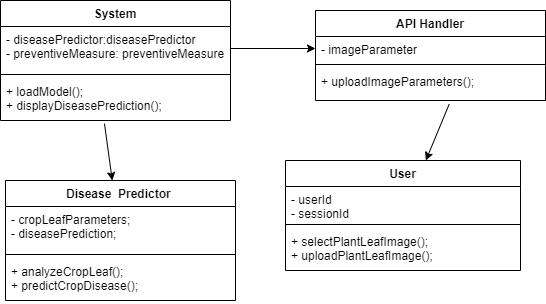 System
- diseasePredictor:diseasePredictor
- preventiveMeasure: preventiveMeasure
+ loadModel();
+ displayDiseasePrediction();
API Handler
- imageParameter
+ uploadImageParameters();
Disease Predictor
- cropLeafParameters;
- diseasePrediction;
+ analyzeCropLeaf();
+ predictCropDisease();
User
- userId
- sessionId
+ selectPlantLeafImage();
+ uploadPlantLeafImage();